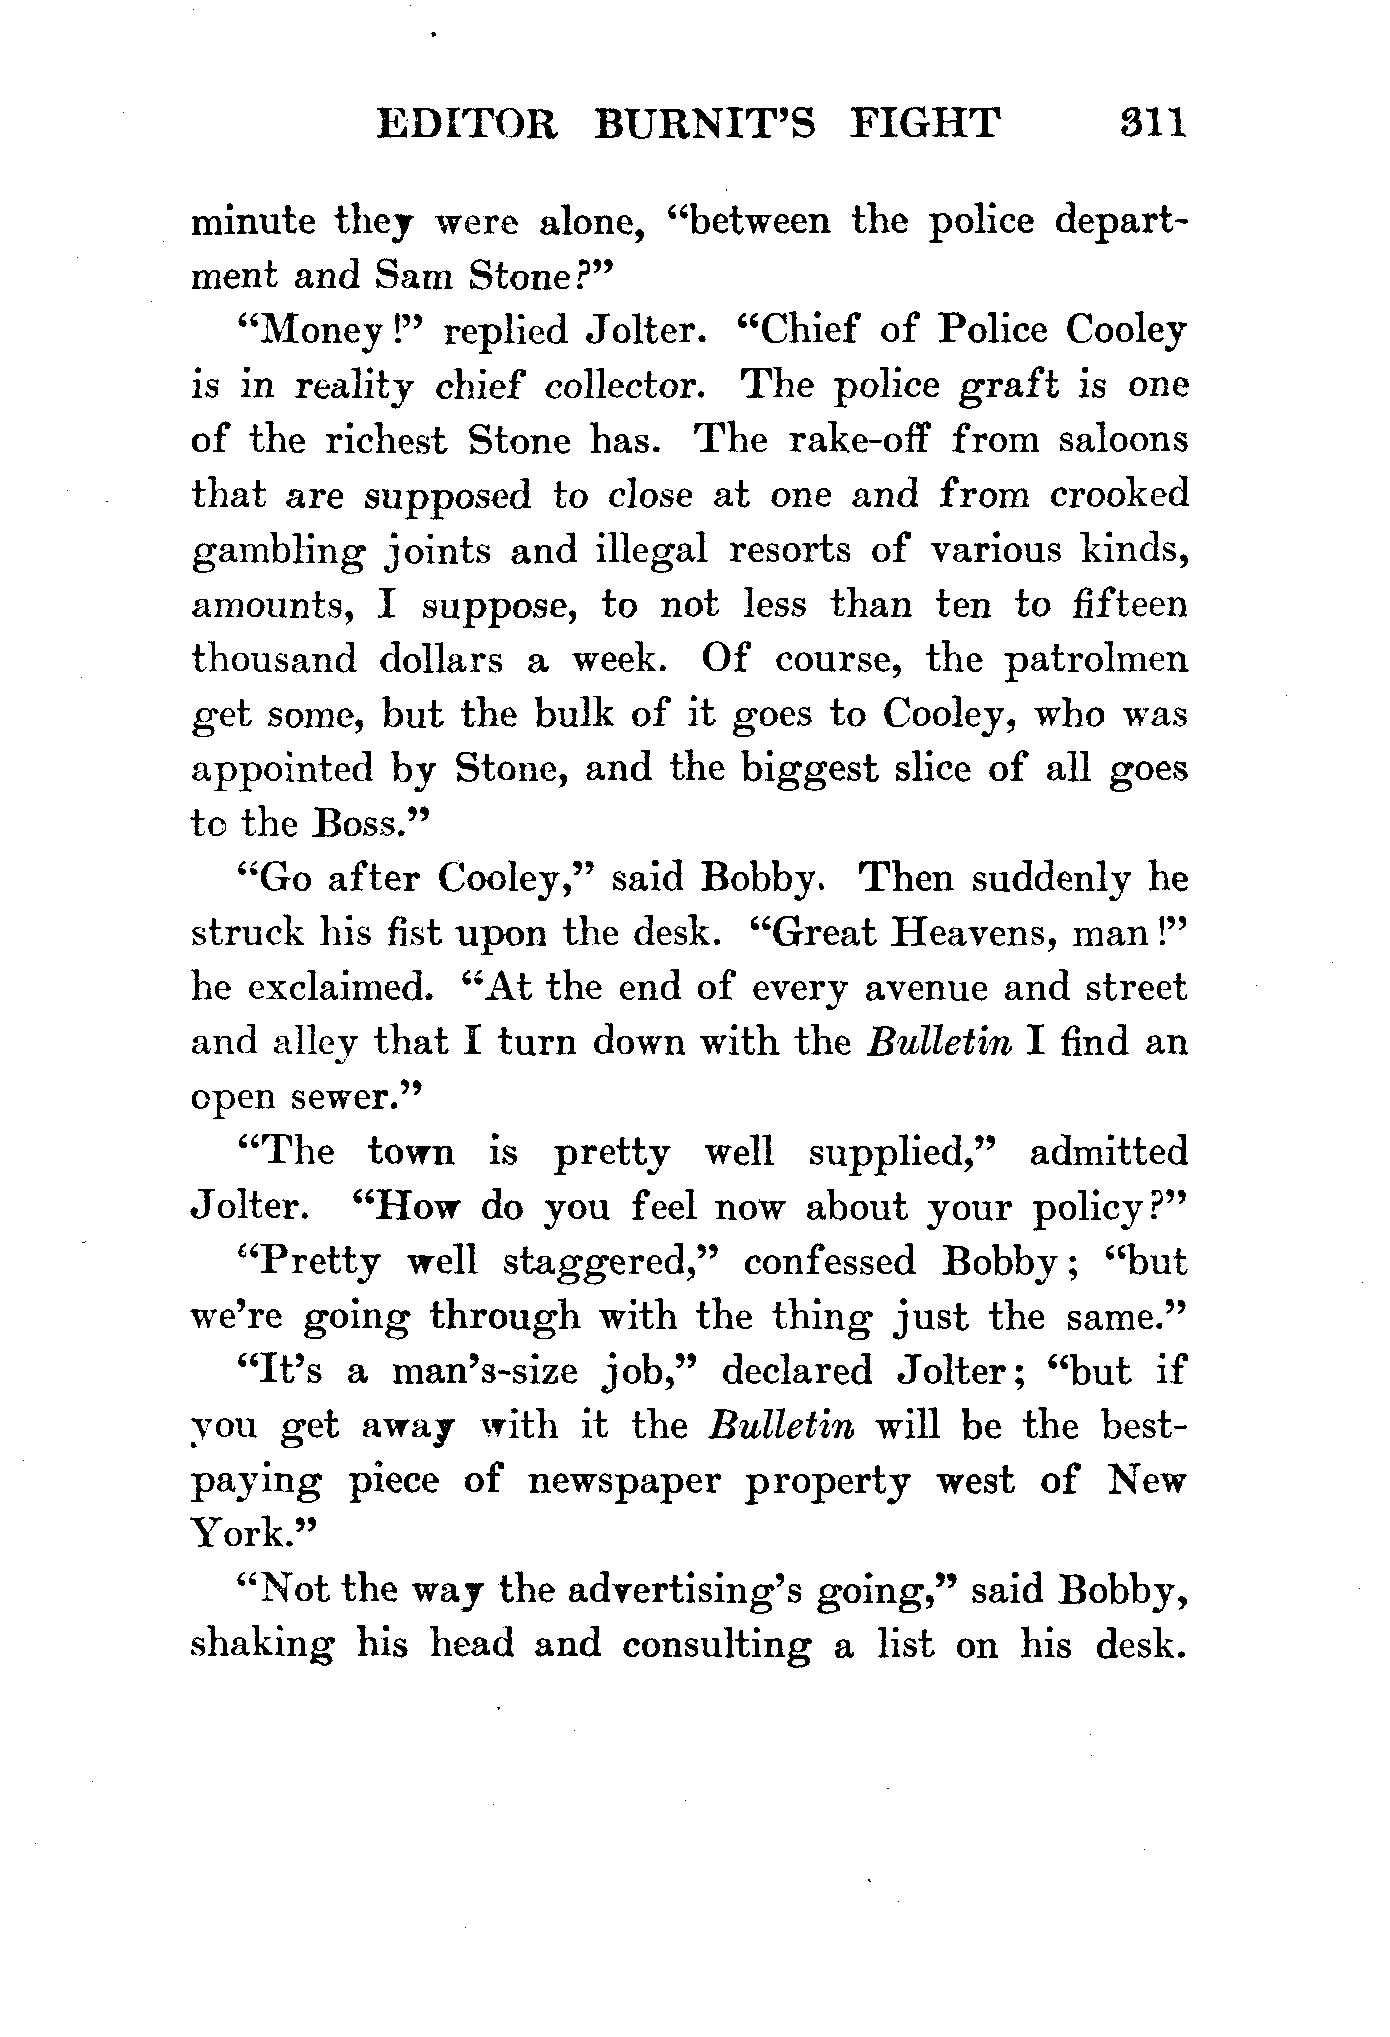 EDITOR BURNIT'S FIGHT 311
minute they were alone, “between the police depart-
ment and Sam Stone?”
“Money!” replied Jolter. “Chief of Police Cooley
is in reality chief collector. The police graft is one
of the richest Stone has. The rake-off from saloons
that are supposed to close at one and from crooked
gambling joints and illegal resorts of various kinds,
amounts, I suppose, to not less than ten to fifteen
thousand dollars a week. Of course, the patrolmen
get some, but the bulk of it goes to Cooley, who was
appointed by Stone, and the biggest slice of all goes
to the Boss.”
“Go after Cooley,” said Bobby. Then suddenly he
struck his fist upon the desk. “Great Heavens, man!”
he exclaimed. “At the end of every avenue and street
and alley that I turn down with the Bulletin I find an
open sewer.”
“The town is pretty well supplied,” admitted
Jolter. “How do you feel now about your policy?”
“Pretty well staggered,” confessed Bobby; “but
we're going through with the thing just the same.”
“It's a man's-size job,” declared Jolter; “but if
you get away with it the Bulletin will be the best-
paying piece of newspaper property west of New
York.”
“Not the way the advertising's going,” said Bobby,
shaking his head and consulting a list on his desk.